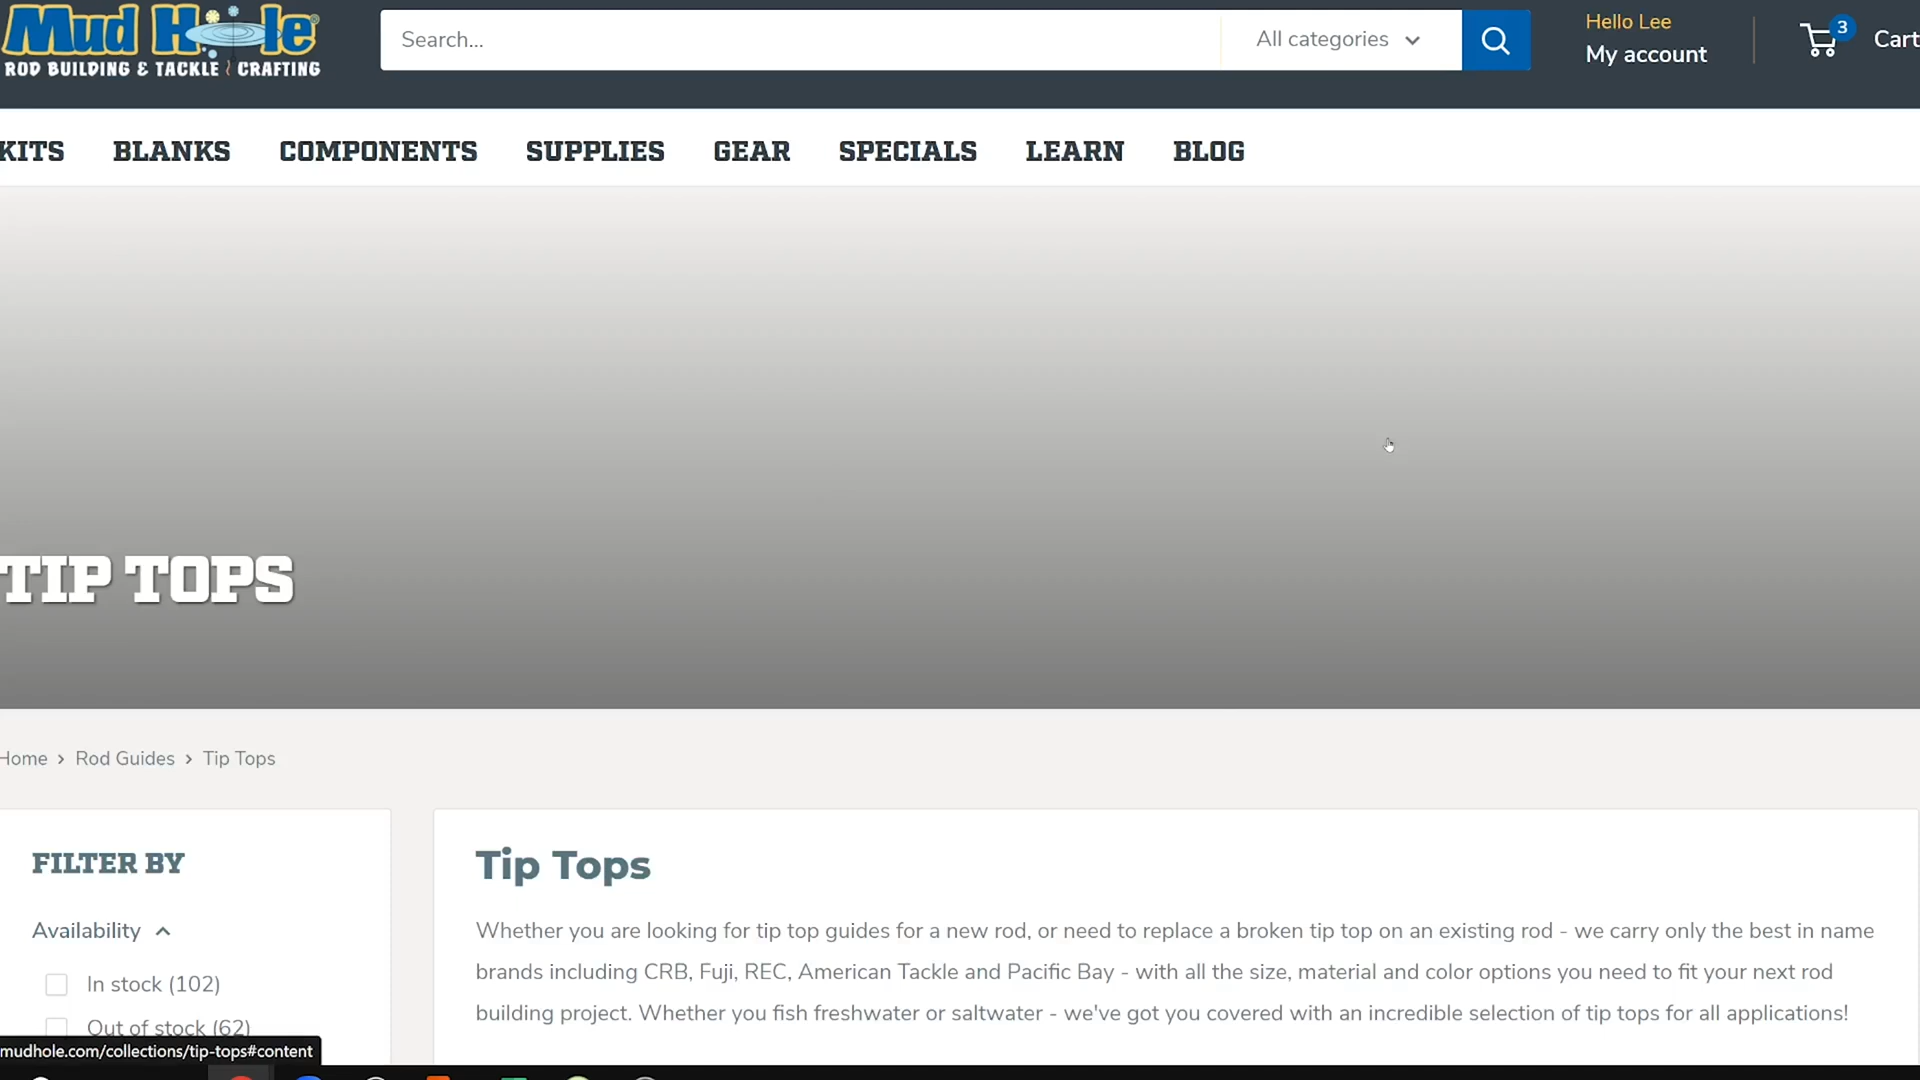 Mud Hole®
ROD BUILDING & TACKLE CRAFTING
Search...
All categories
Hello Lee
My account
3
Cart
KITS BLANKS COMPONENTS SUPPLIES GEAR SPECIALS LEARN BLOG
TIP TOPS
Home > Rod Guides > Tip Tops
FILTER BY
Availability
In stock (102)
Out of stock (62)
Tip Tops
Whether you are looking for tip top guides for a new rod, or need to replace a broken tip top on an existing rod - we carry only the best in name
brands including CRB, Fuji, REC, American Tackle and Pacific Bay - with all the size, material and color options you need to fit your next rod
building project. Whether you fish freshwater or saltwater - we've got you covered with an incredible selection of tip tops for all applications!
mudhole.com/collections/tip-tops#content